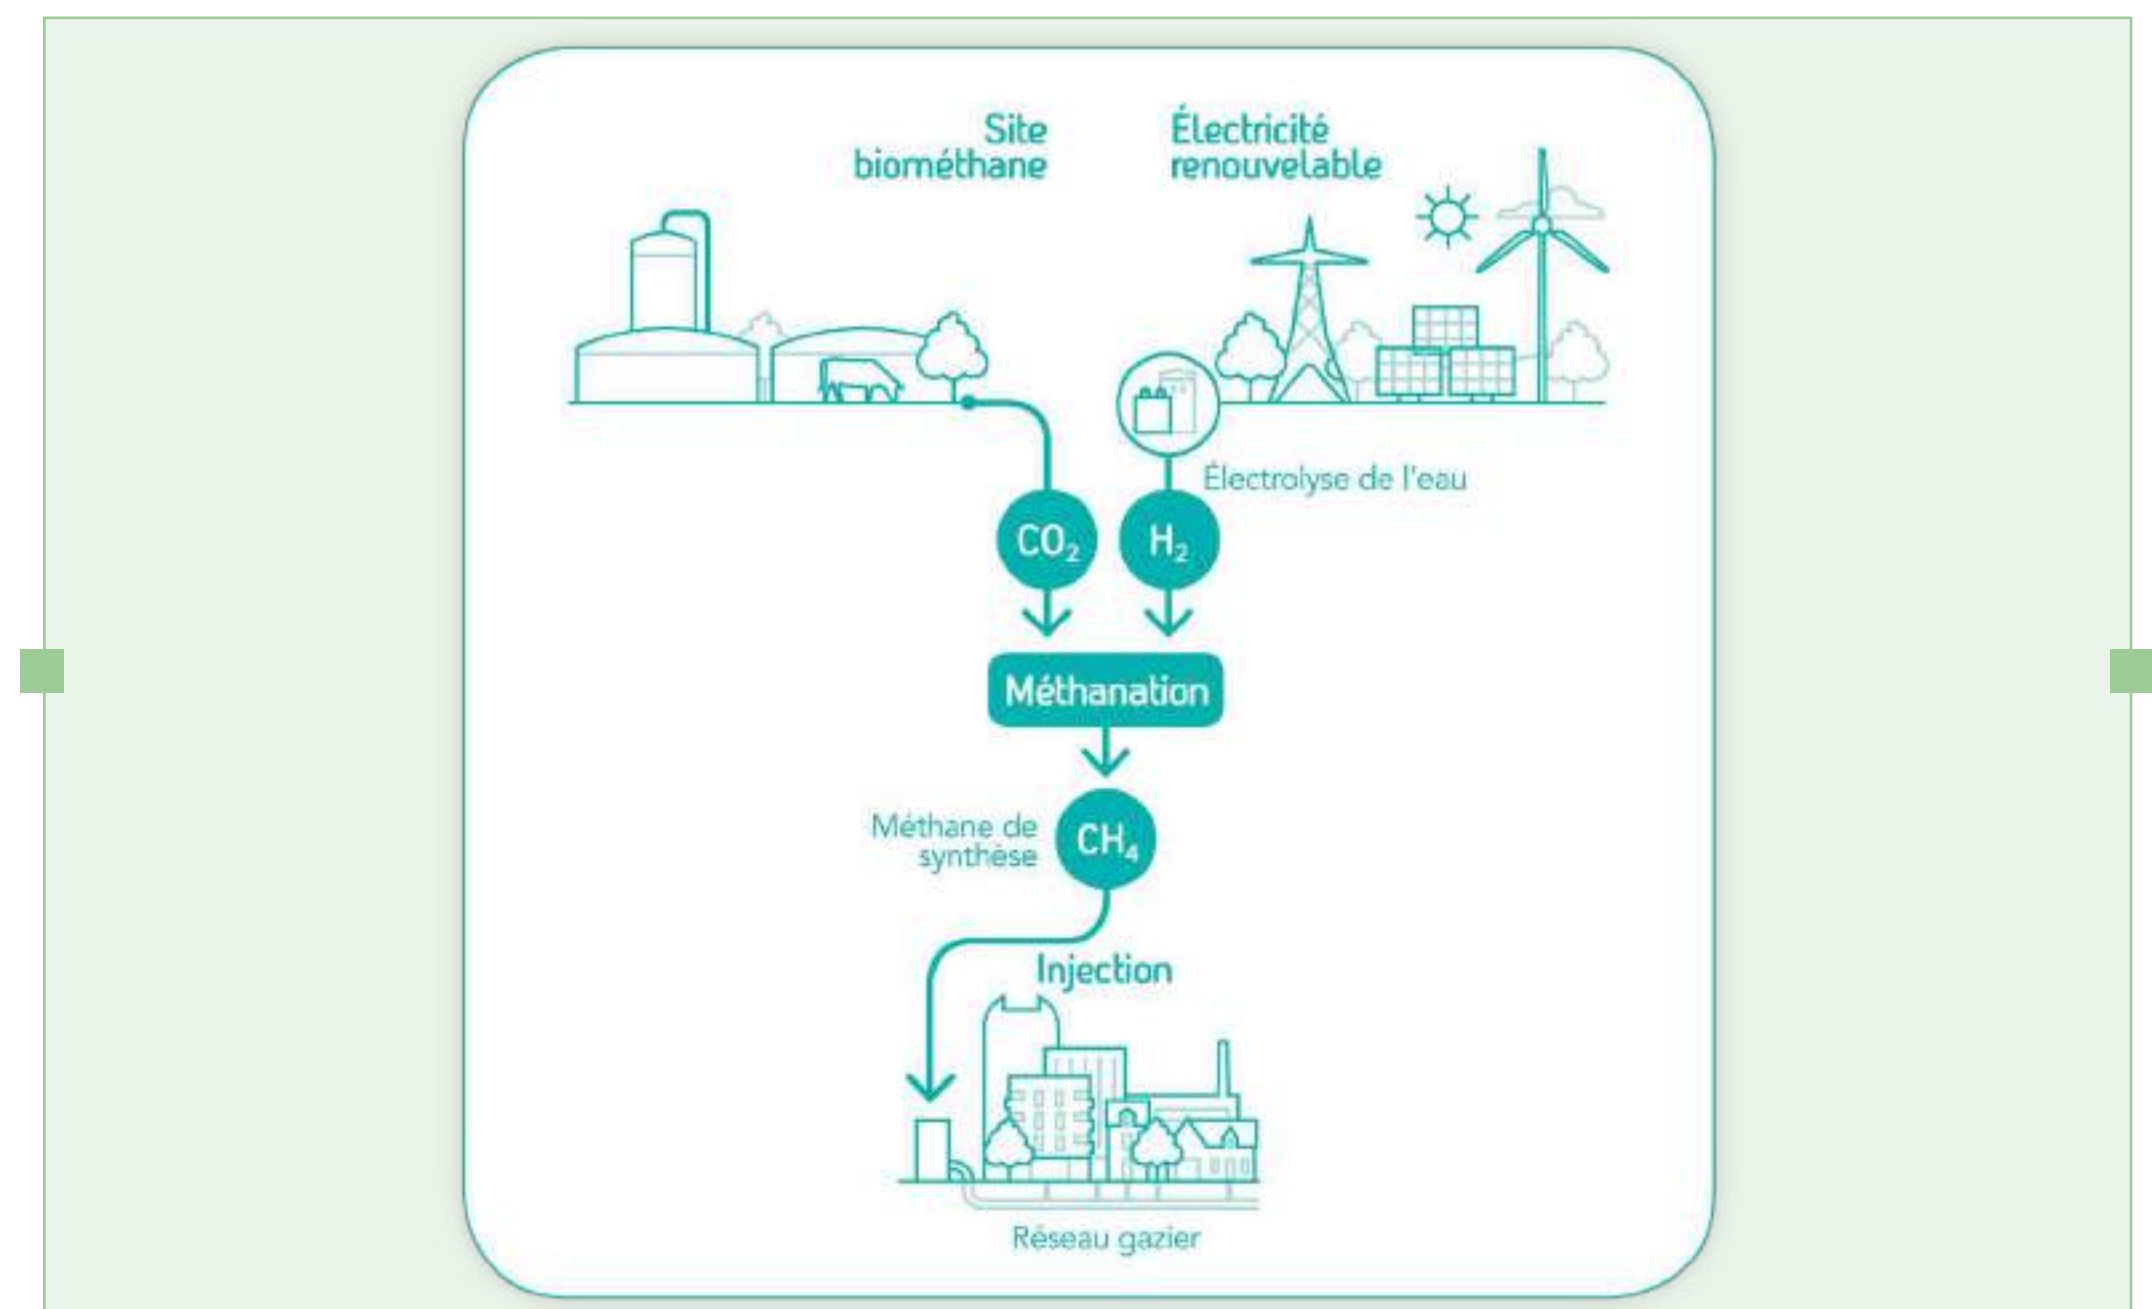 Site
biométhane
Électricité
renouvelable
Électrolyse de l'eau
CO₂
H₂
Méthanation
Méthane de
synthèse
CH₄
Injection
Réseau gazier